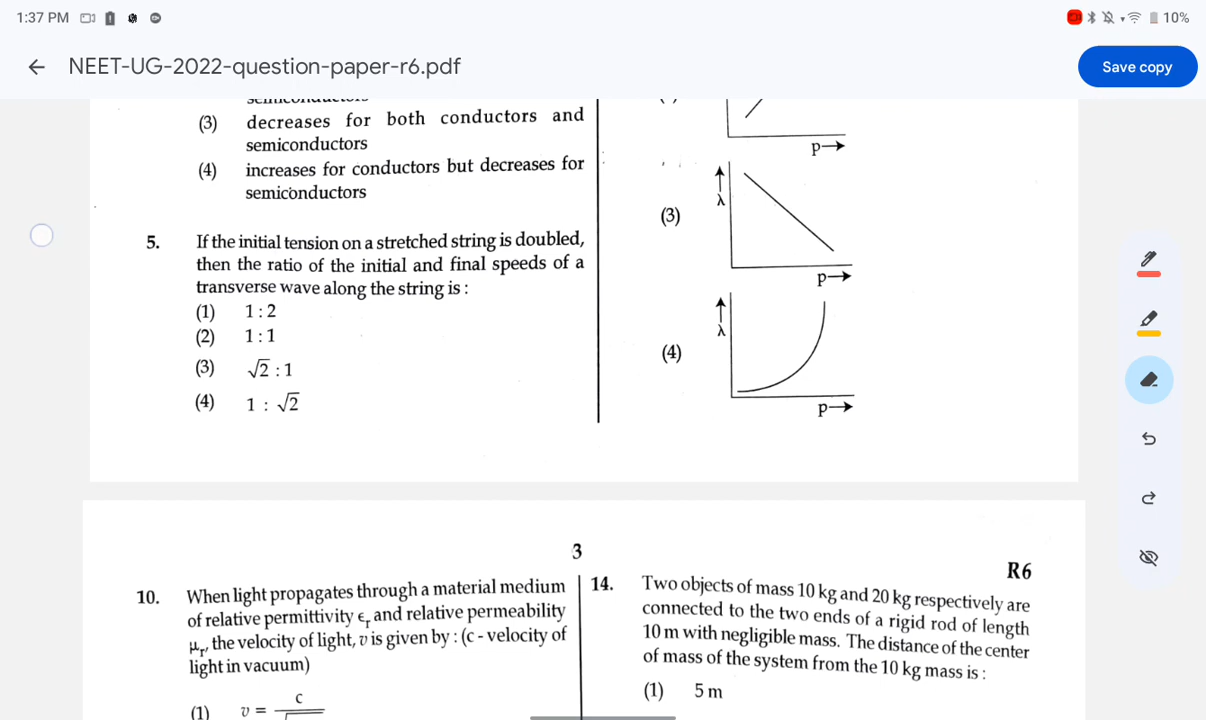 1:37 PM
10%
NEET-UG-2022-question-paper-r6.pdf
Save copy
semiconductors
(3) decreases for both conductors and
semiconductors
(4) increases for conductors but decreases for
semiconductors
5. If the initial tension on a stretched string is doubled,
then the ratio of the initial and final speeds of a
transverse wave along the string is :
(1) 1 : 2
(2) 1 : 1
(3) √2 : 1
(4) 1 : √2
p→
(3)
λ
p→
(4)
λ
p→
3
R6
10. When light propagates through a material medium
of relative permittivity ϵr and relative permeability
μr, the velocity of light, υ is given by : (c - velocity of
light in vacuum)
(1) υ = c
14. Two objects of mass 10 kg and 20 kg respectively are
connected to the two ends of a rigid rod of length
10 m with negligible mass. The distance of the center
of mass of the system from the 10 kg mass is :
(1) 5 m